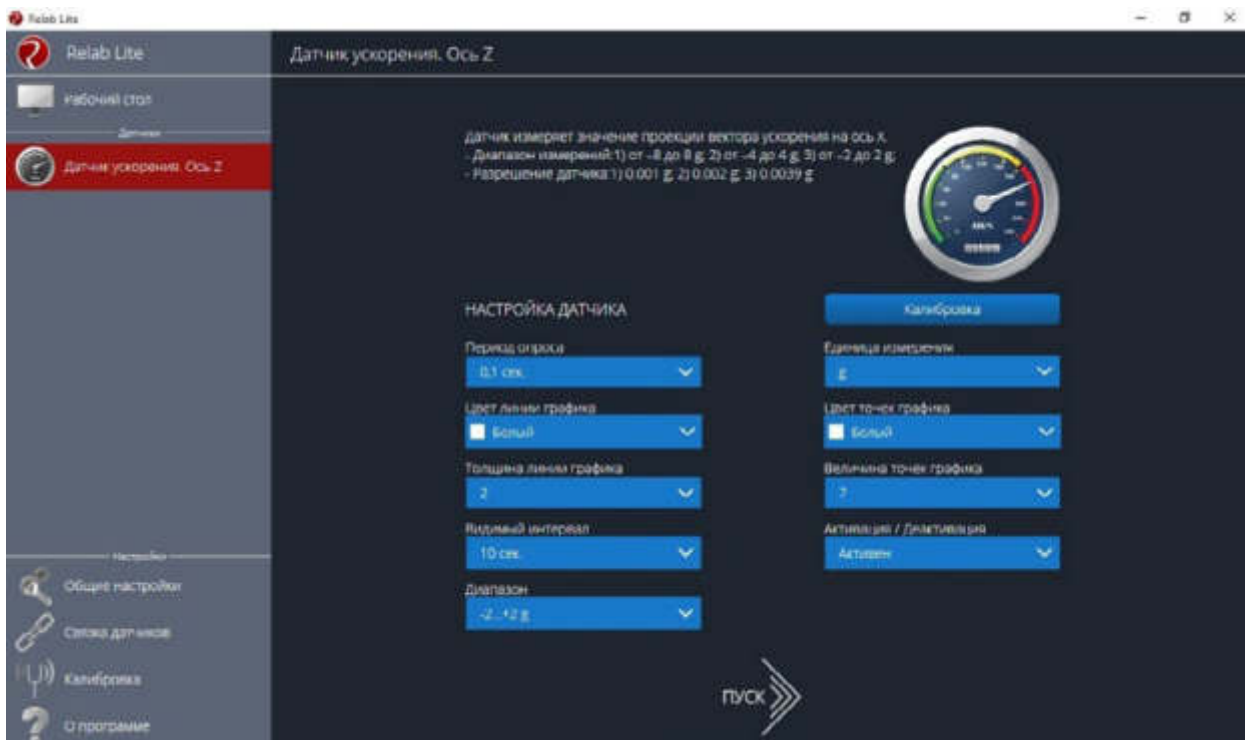 Relab Lite
Relab Lite
Датчик ускорения. Ось Z
Рабочий стол
Датчики
Датчик ускорения. Ось Z
Датчик измеряет значение проекции вектора ускорения на ось X.
- Диапазон измерений:1) от -8 до 8 g; 2) от -4 до 4 g; 3) от -2 до 2 g;
- Разрешение датчика:1) 0.001 g; 2) 0.002 g; 3) 0.0039 g
НАСТРОЙКА ДАТЧИКА
Калибровка
Период опроса
Единица измерения
0,1 сек.
g
Цвет линии графика
Цвет точек графика
Белый
Белый
Толщина линии графика
Величина точек графика
2
7
Видимый интервал
Активация / Деактивация
10 сек.
Активен
Диапазон
-2...+2 g
Настройки
Общие настройки
Связка датчиков
Калибровка
О программе
ПУСК